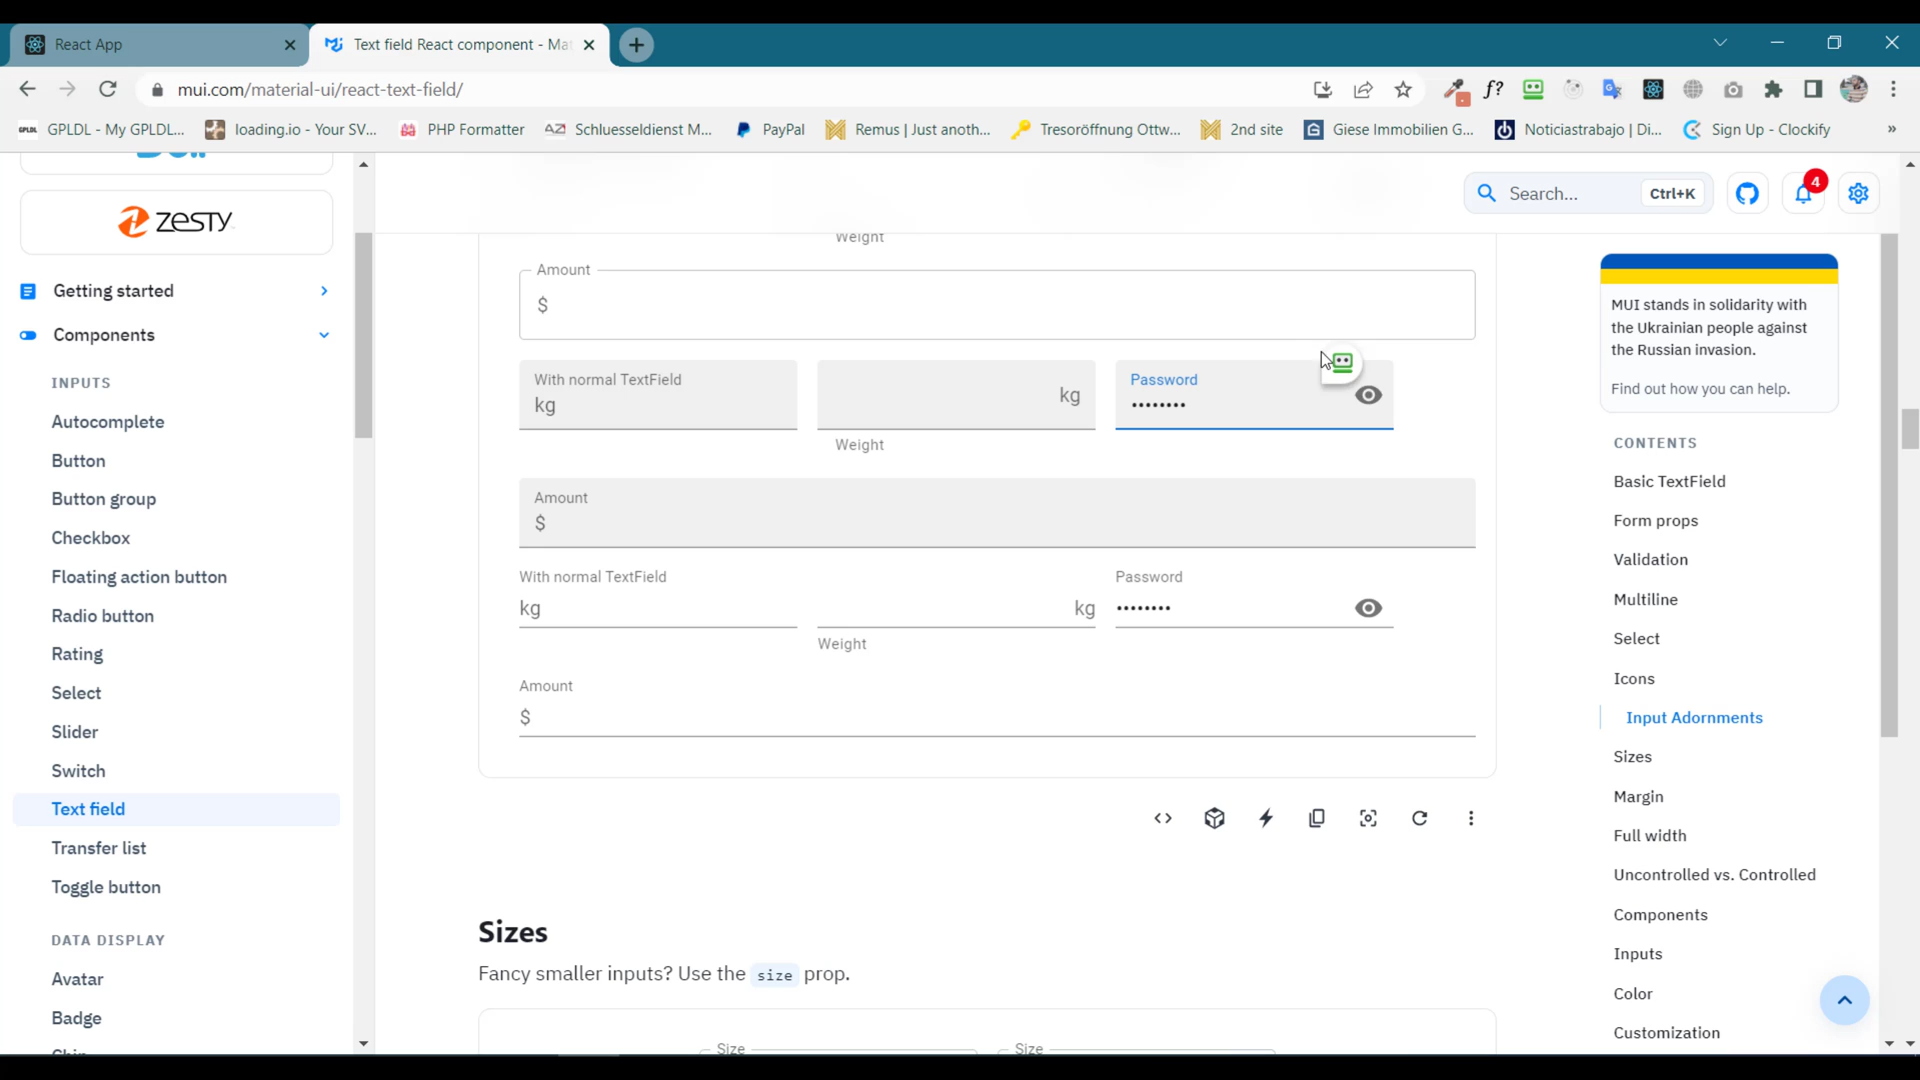 React App
Text field React component - Mat
mui.com/material-ui/react-text-field/
f?
GPLDL GPLDL - My GPLDL...
loading.io - Your SV...
PHP Formatter
AZ Schluesseldienst M...
PayPal
Remus | Just anoth...
Tresoröffnung Ottw...
2nd site
Giese Immobilien G...
Noticiastrabajo | Di...
Sign Up - Clockify
»
ZESTY
Search...
Ctrl+K
4
Getting started
Components
INPUTS
Autocomplete
Button
Button group
Checkbox
Floating action button
Radio button
Rating
Select
Slider
Switch
Text field
Transfer list
Toggle button
DATA DISPLAY
Avatar
Badge
Weight
Amount
$
With normal TextField
kg
kg
Weight
Password
••••••••
Amount
$
With normal TextField
kg
kg
Weight
Password
••••••••
Amount
$
Sizes
Fancy smaller inputs? Use the size prop.
Size
Size
MUI stands in solidarity with
the Ukrainian people against
the Russian invasion.
Find out how you can help.
CONTENTS
Basic TextField
Form props
Validation
Multiline
Select
Icons
Input Adornments
Sizes
Margin
Full width
Uncontrolled vs. Controlled
Components
Inputs
Color
Customization